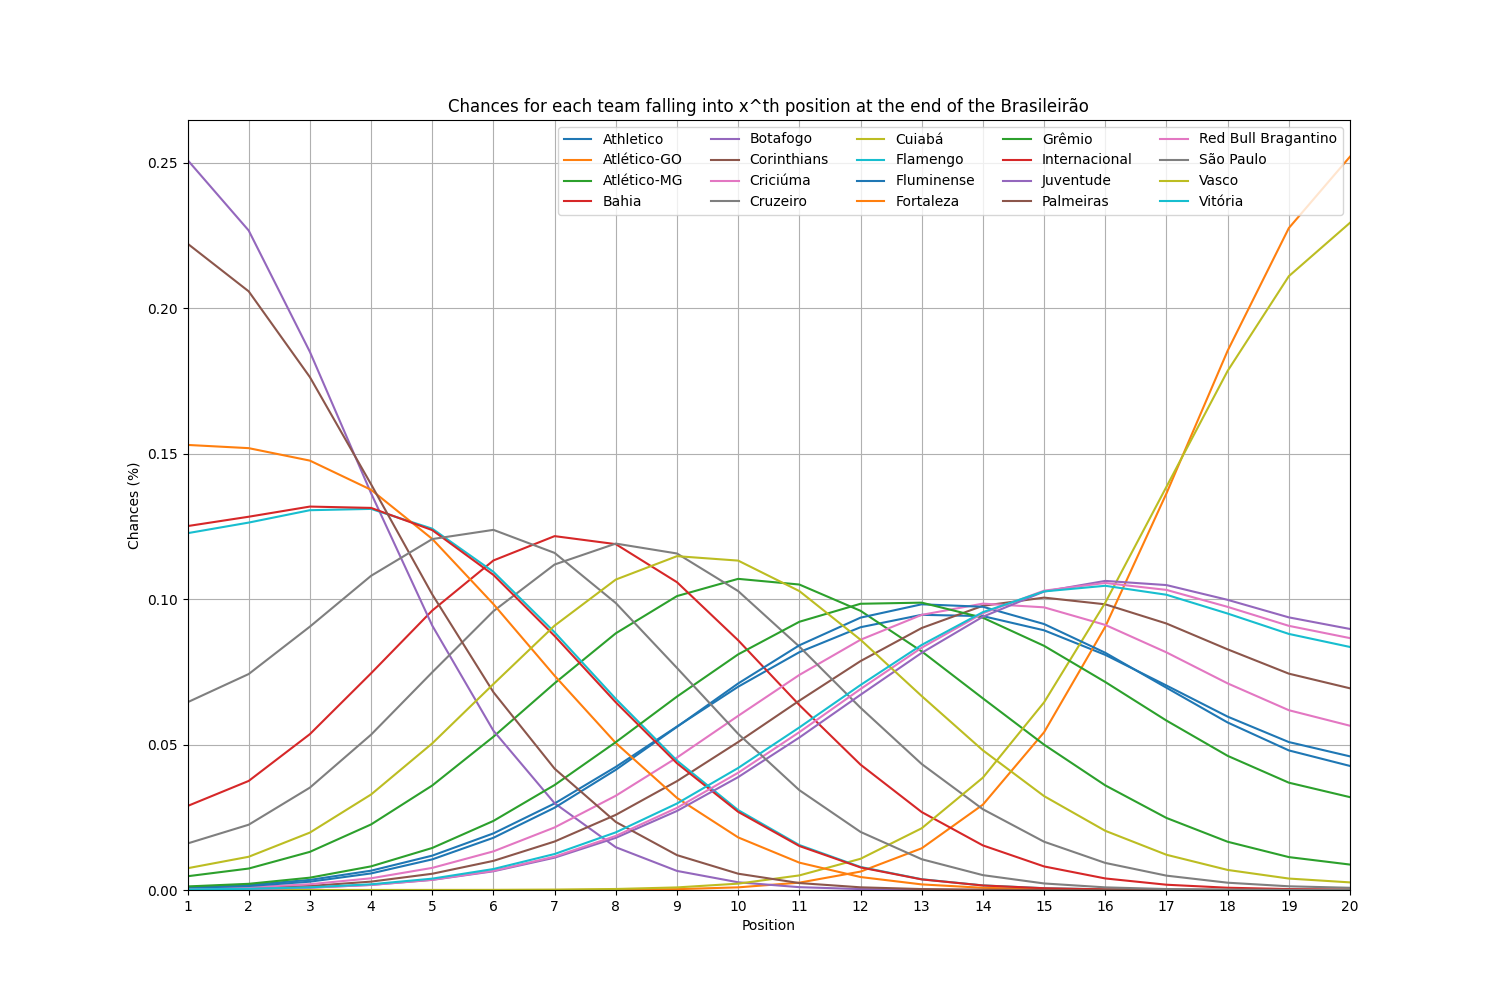 Chances for each team falling into x^th position at the end of the Brasileirão
Athletico
Atlético-GO
Atlético-MG
Bahia
Botafogo
Corinthians
Criciúma
Cruzeiro
Cuiabá
Flamengo
Fluminense
Fortaleza
Grêmio
Internacional
Juventude
Palmeiras
Red Bull Bragantino
São Paulo
Vasco
Vitória
Chances (%)
0.25
0.20
0.15
0.10
0.05
0.00
1 2 3 4 5 6 7 8 9 10 11 12 13 14 15 16 17 18 19 20
Position